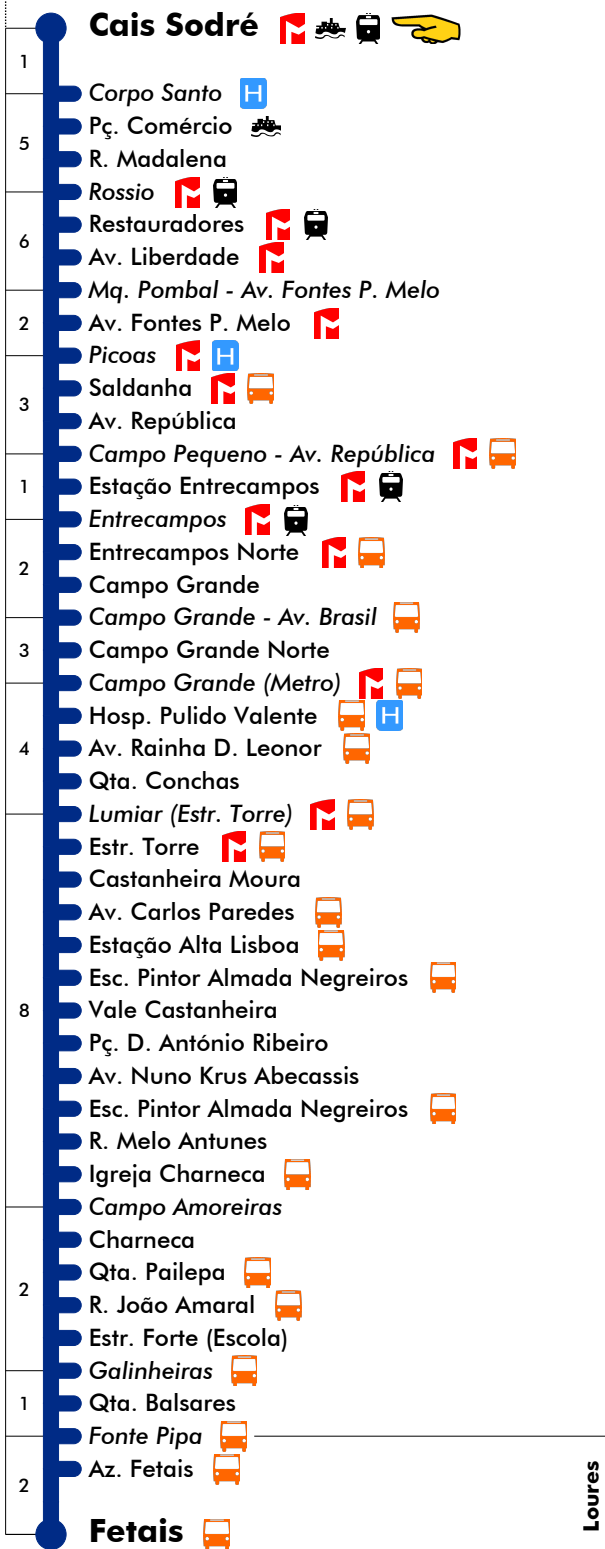 Cais Sodré
1
Corpo Santo H
Pç. Comércio
5
R. Madalena
Rossio
Restauradores
6
Av. Liberdade
Mq. Pombal - Av. Fontes P. Melo
2
Av. Fontes P. Melo
Picoas H
Saldanha
3
Av. República
Campo Pequeno - Av. República
1
Estação Entrecampos
Entrecampos
Entrecampos Norte
2
Campo Grande
Campo Grande - Av. Brasil
3
Campo Grande Norte
Campo Grande (Metro)
Hosp. Pulido Valente H
4
Av. Rainha D. Leonor
Qta. Conchas
Lumiar (Estr. Torre)
Estr. Torre
Castanheira Moura
Av. Carlos Paredes
Estação Alta Lisboa
Esc. Pintor Almada Negreiros
8
Vale Castanheira
Pç. D. António Ribeiro
Av. Nuno Krus Abecassis
Esc. Pintor Almada Negreiros
R. Melo Antunes
Igreja Charneca
Campo Amoreiras
Charneca
2
Qta. Pailepa
R. João Amaral
Estr. Forte (Escola)
Galinheiras
1
Qta. Balsares
Fonte Pipa
Az. Fetais
2
Fetais
Loures